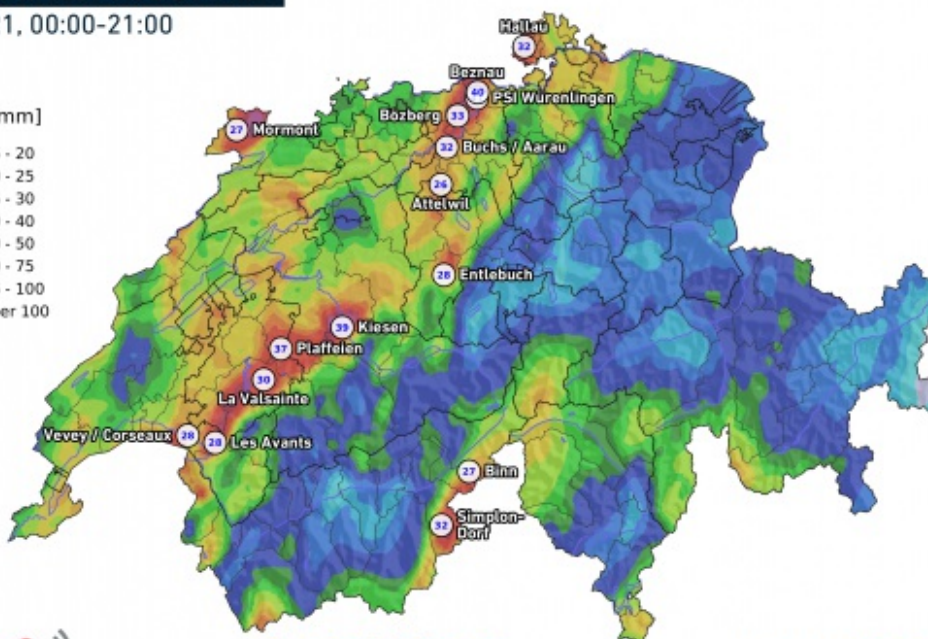 1, 00:00-21:00
mm]
- 20
- 25
- 30
- 40
- 50
- 75
- 100
er 100
Hallau
32
Beznau
40
PSI Würenlingen
Bözberg
33
27
Mormont
32
Buchs / Aarau
26
Attelwil
28
Entlebuch
39
Kiesen
37
Plaffeien
30
La Valsainte
Vevey / Corseaux
28
28
Les Avants
27
Binn
32
Simplon-
Dorf